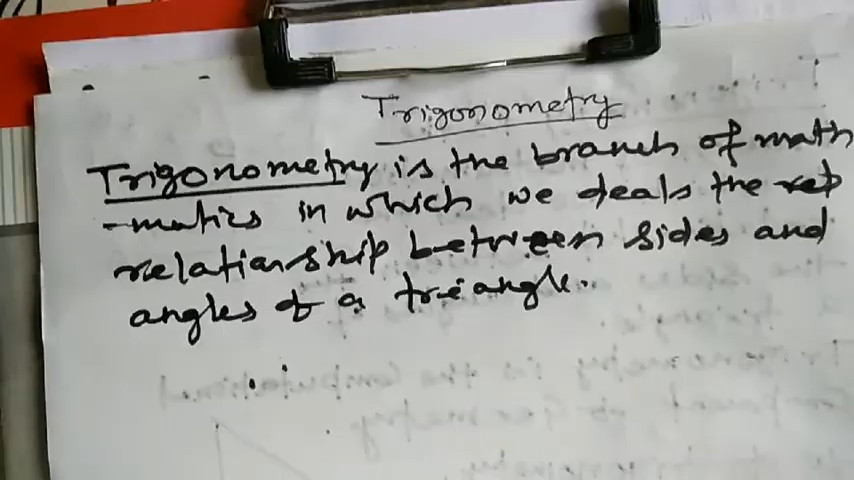 Trigonometry
Trigonometry is the branch of math
-matics in which we deals the
relationship between sides and
angles of a triangle.